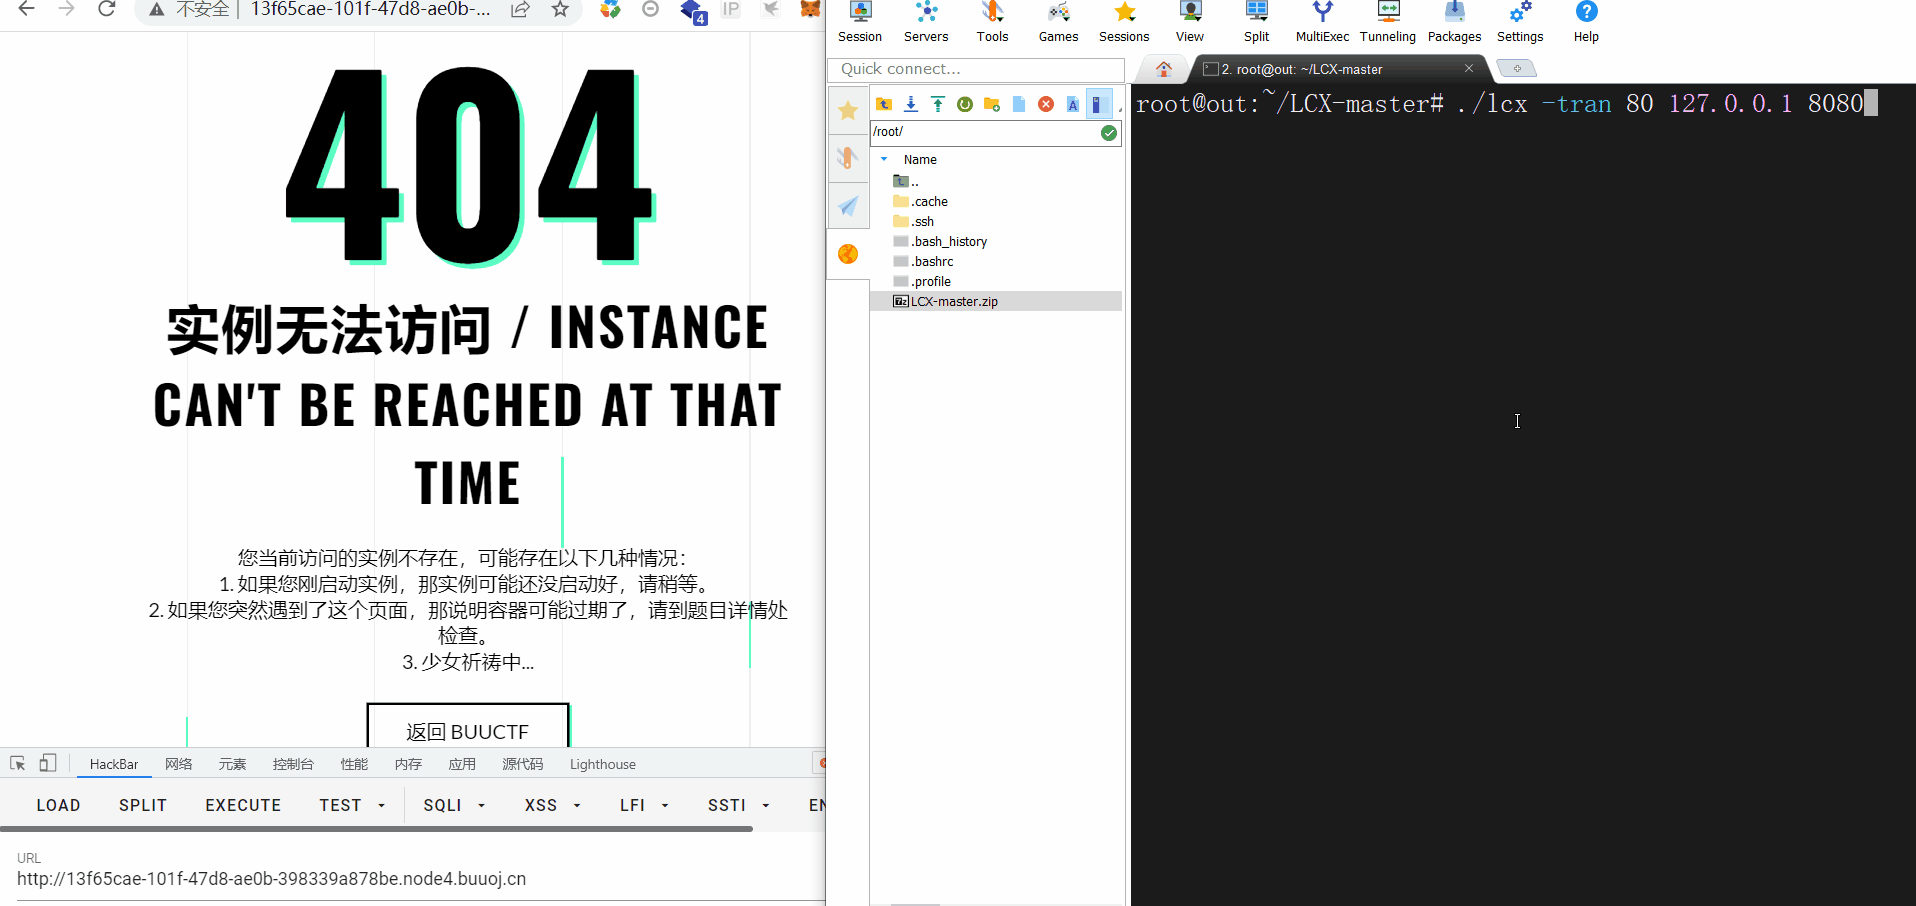 不安全
13f65cae-101f-47d8-ae0b-...
4
IP
404
实例无法访问 / INSTANCE
CAN'T BE REACHED AT THAT
TIME
您当前访问的实例不存在，可能存在以下几种情况：
1. 如果您刚启动实例，那实例可能还没启动好，请稍等。
2. 如果您突然遇到了这个页面，那说明容器可能过期了，请到题目详情处
检查。
3. 少女祈祷中...
返回 BUUCTF
HackBar 网络 元素 控制台 性能 内存 应用 源代码 Lighthouse
LOAD SPLIT EXECUTE TEST SQLI XSS LFI SSTI EN
URL
http://13f65cae-101f-47d8-ae0b-398339a878be.node4.buuoj.cn
Session Servers Tools Games Sessions View Split MultiExec Tunneling Packages Settings Help
Quick connect...
2. root@out: ~/LCX-master
/root/
Name
..
.cache
.ssh
.bash_history
.bashrc
.profile
LCX-master.zip
root@out:~/LCX-master# ./lcx -tran 80 127.0.0.1 8080